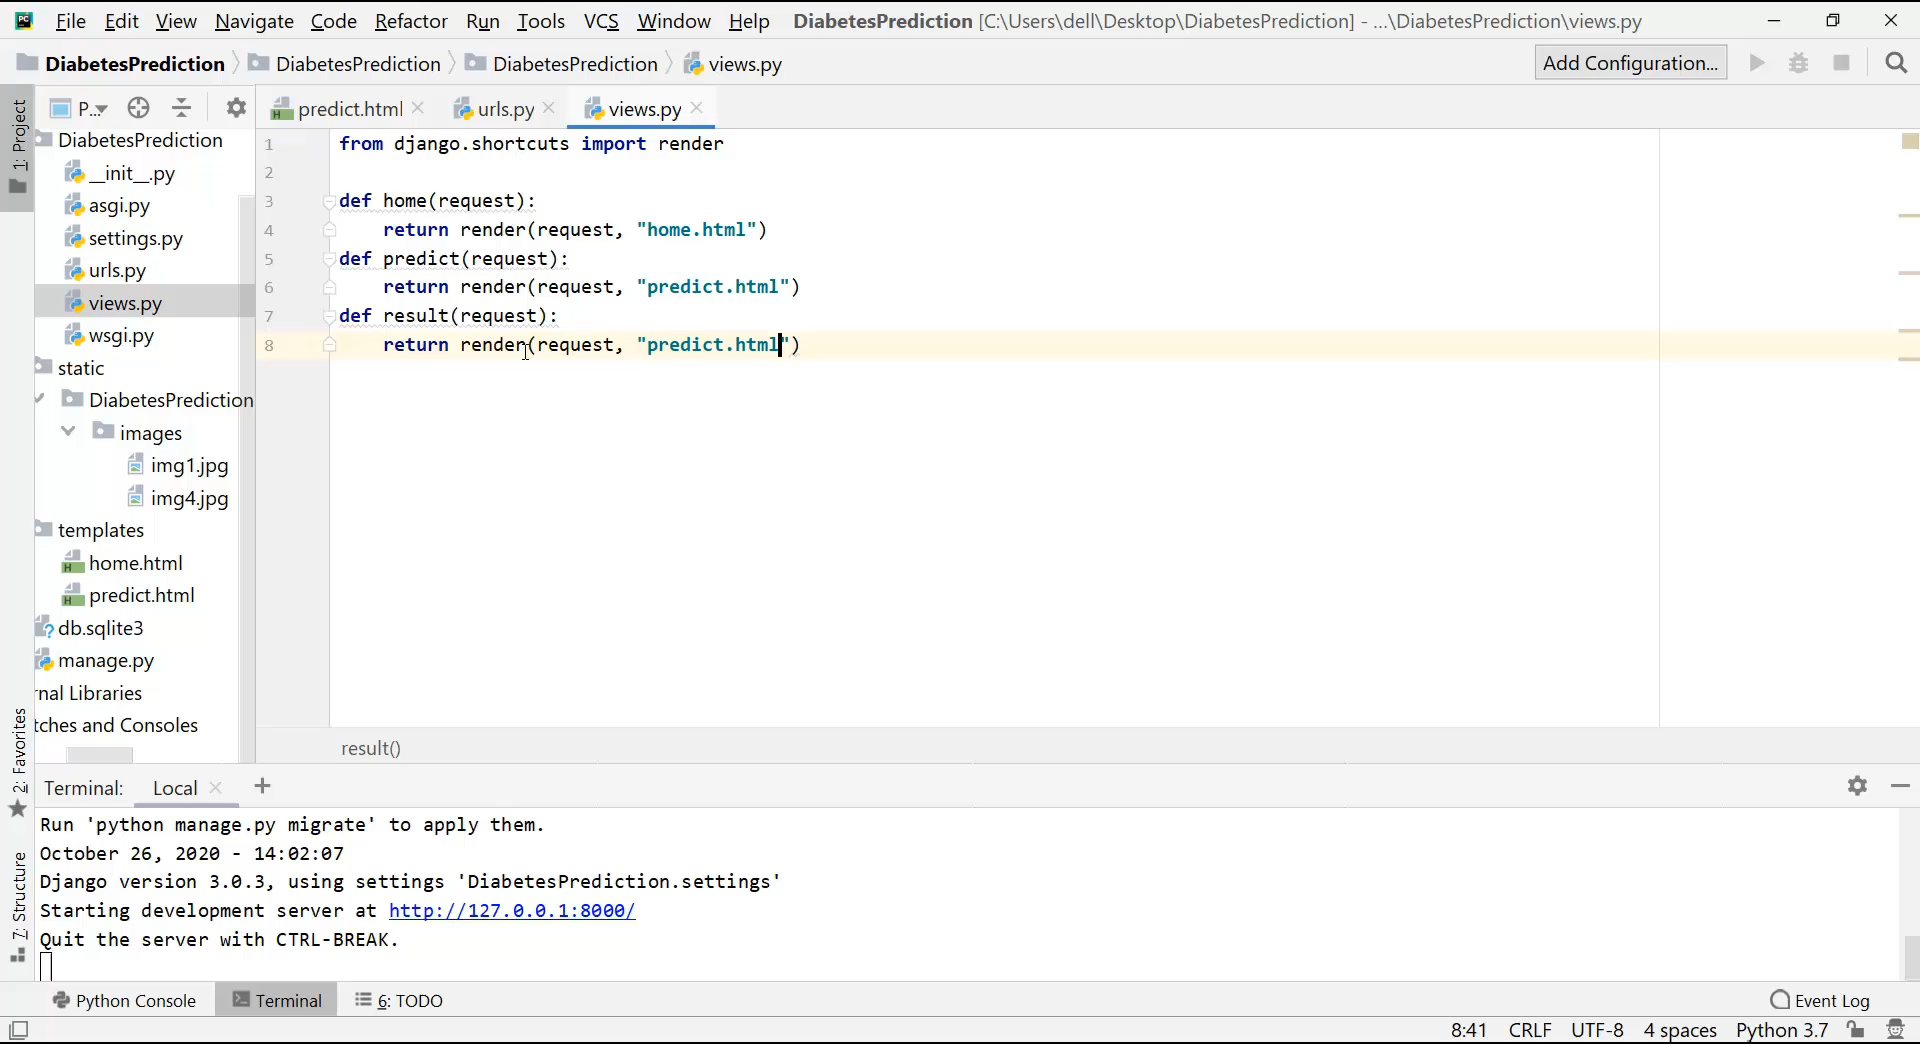 File Edit View Navigate Code Refactor Run Tools VCS Window Help DiabetesPrediction [C:\Users\dell\Desktop\DiabetesPrediction] - ...\DiabetesPrediction\views.py
DiabetesPrediction DiabetesPrediction DiabetesPrediction views.py Add Configuration...
1: Project
P...
predict.html urls.py views.py
DiabetesPrediction
__init__.py
asgi.py
settings.py
urls.py
views.py
wsgi.py
static
DiabetesPrediction
images
img1.jpg
img4.jpg
templates
home.html
predict.html
db.sqlite3
manage.py
rnal Libraries
tches and Consoles
1 from django.shortcuts import render
2
3 def home(request):
4 return render(request, "home.html")
5 def predict(request):
6 return render(request, "predict.html")
7 def result(request):
8 return render(request, "predict.html")
result()
2: Favorites
7: Structure
Terminal: Local
Run 'python manage.py migrate' to apply them.
October 26, 2020 - 14:02:07
Django version 3.0.3, using settings 'DiabetesPrediction.settings'
Starting development server at http://127.0.0.1:8000/
Quit the server with CTRL-BREAK.
Python Console Terminal 6: TODO Event Log
8:41 CRLF UTF-8 4 spaces Python 3.7